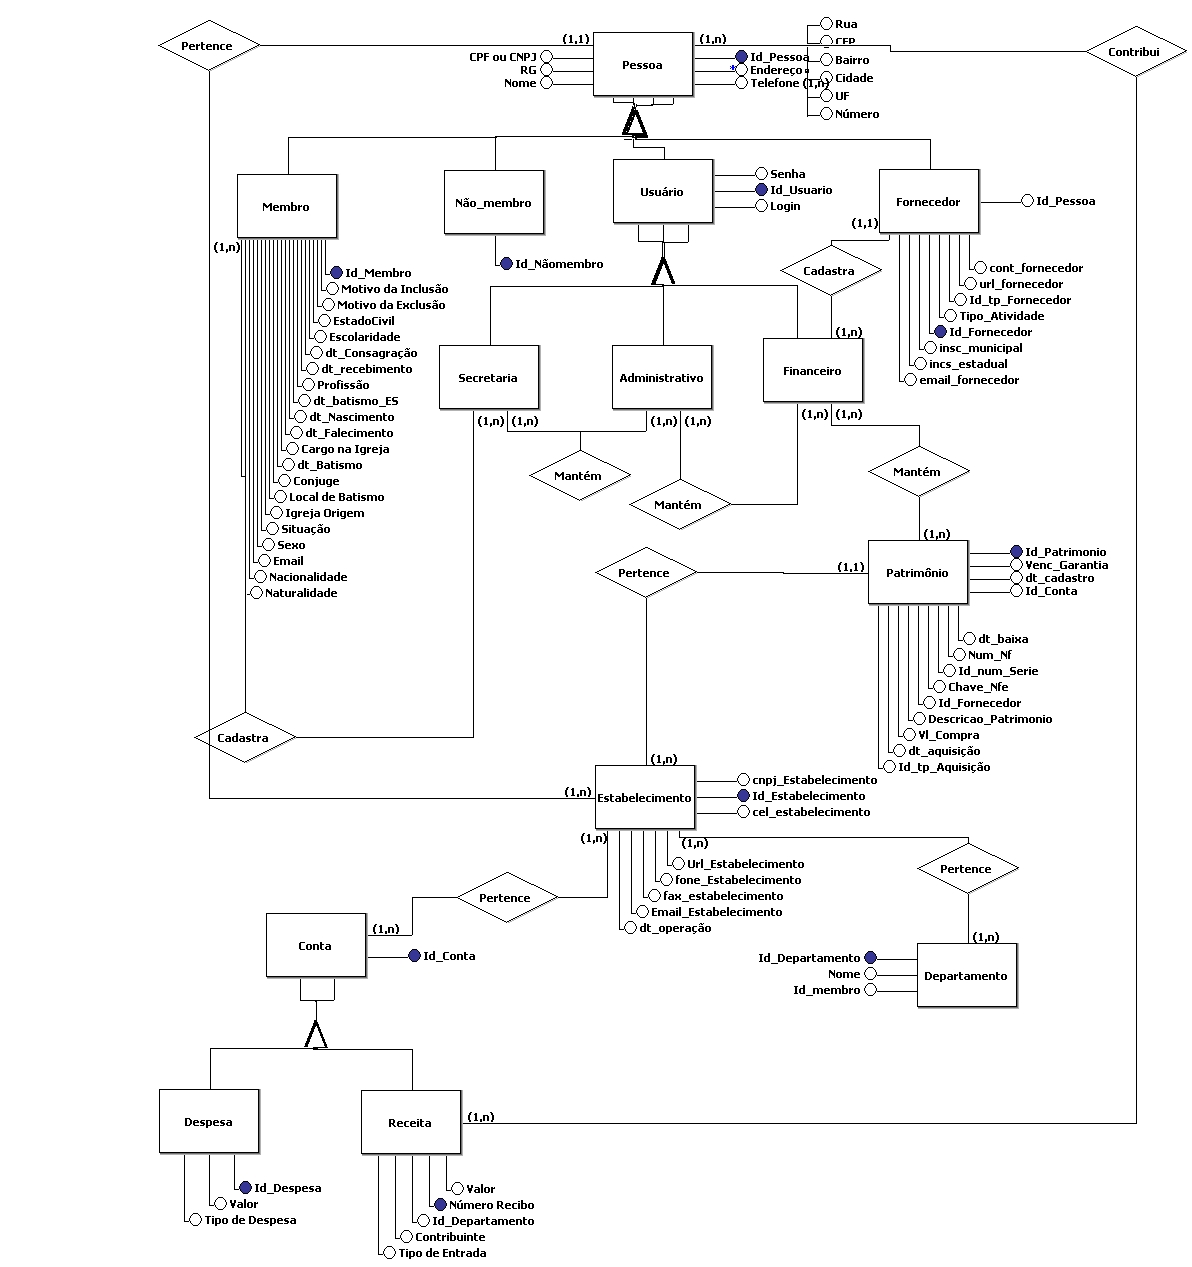 Pertence
(1,1)
Pessoa
(1,n)
CPF ou CNPJ
RG
Nome
Id_Pessoa
Endereço
Telefone (1,n)
Rua
CEP
Bairro
Cidade
UF
Número
Contribui
Membro
Não_membro
Id_Nãomembro
Usuário
Senha
Id_Usuario
Login
Fornecedor
Id_Pessoa
(1,1)
Cadastra
(1,n)
cont_fornecedor
url_fornecedor
Id_tp_Fornecedor
Tipo_Atividade
Id_Fornecedor
insc_municipal
incs_estadual
email_fornecedor
(1,n)
Id_Membro
Motivo da Inclusão
Motivo da Exclusão
EstadoCivil
Escolaridade
dt_Consagração
dt_recebimento
Profissão
dt_batismo_ES
dt_Nascimento
dt_Falecimento
Cargo na Igreja
dt_Batismo
Conjuge
Local de Batismo
Igreja Origem
Situação
Sexo
Email
Nacionalidade
Naturalidade
Secretaria
(1,n)
(1,n)
Administrativo
(1,n)
(1,n)
Financeiro
(1,n)
(1,n)
Mantém
Mantém
Mantém
(1,n)
Pertence
(1,1)
Patrimônio
Id_Patrimonio
Venc_Garantia
dt_cadastro
Id_Conta
dt_baixa
Num_Nf
Id_num_Serie
Chave_Nfe
Id_Fornecedor
Descricao_Patrimonio
Vl_Compra
dt_aquisição
Id_tp_Aquisição
Cadastra
(1,n)
(1,n)
Estabelecimento
cnpj_Estabelecimento
Id_Estabelecimento
cel_estabelecimento
(1,n)
(1,n)
Url_Estabelecimento
fone_Estabelecimento
fax_estabelecimento
Email_Estabelecimento
dt_operação
Pertence
Pertence
(1,n)
Conta
Id_Conta
(1,n)
Id_Departamento
Nome
Id_membro
Departamento
Despesa
Id_Despesa
Valor
Tipo de Despesa
Receita
(1,n)
Valor
Número Recibo
Id_Departamento
Contribuinte
Tipo de Entrada